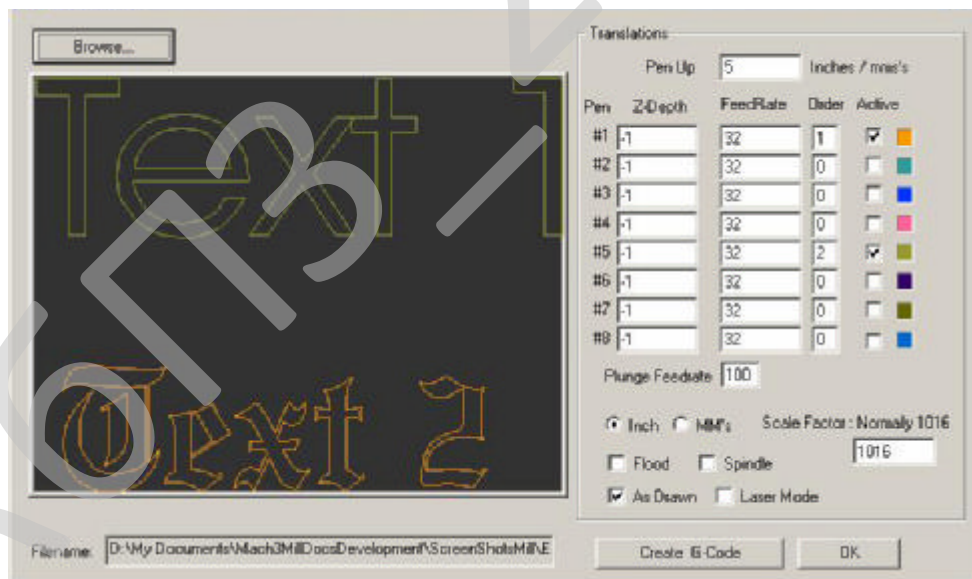 Browse...
Text T
Text 2
Filename: D:\My Documents\Mach3MillDocsDevelopment\ScreenShotsMill\E
Translations
Pen Up 5 Inches / mms's
Pen Z-Depth FeedRate Order Active
#1 -1 32 1
#2 -1 32 0
#3 -1 32 0
#4 -1 32 0
#5 -1 32 2
#6 -1 32 0
#7 -1 32 0
#8 -1 32 0
Plunge Feedrate 100
Inch MM's Scale Factor : Normaly 1016
1016
Flood Spindle
As Drawn Laser Mode
Create G-Code OK